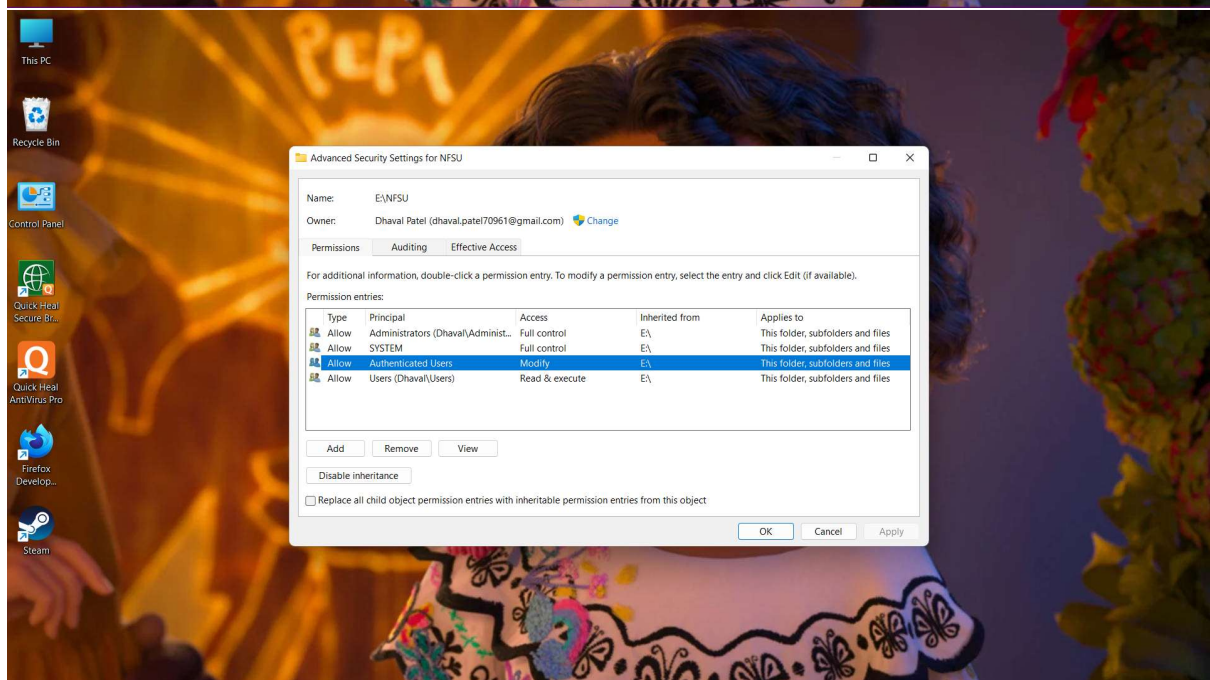 PEPA
This PC
Recycle Bin
Control Panel
Quick Heal
Secure Br...
Quick Heal
AntiVirus Pro
Firefox
Develop...
Steam
Advanced Security Settings for NFSU
Name: E:\NFSU
Owner: Dhaval Patel (dhaval.patel70961@gmail.com) Change
Permissions Auditing Effective Access
For additional information, double-click a permission entry. To modify a permission entry, select the entry and click Edit (if available).
Permission entries:
Type Principal Access Inherited from Applies to
Allow Administrators (Dhaval\Administ... Full control E:\ This folder, subfolders and files
Allow SYSTEM Full control E:\ This folder, subfolders and files
Allow Authenticated Users Modify E:\ This folder, subfolders and files
Allow Users (Dhaval\Users) Read & execute E:\ This folder, subfolders and files
Add Remove View
Disable inheritance
Replace all child object permission entries with inheritable permission entries from this object
OK Cancel Apply